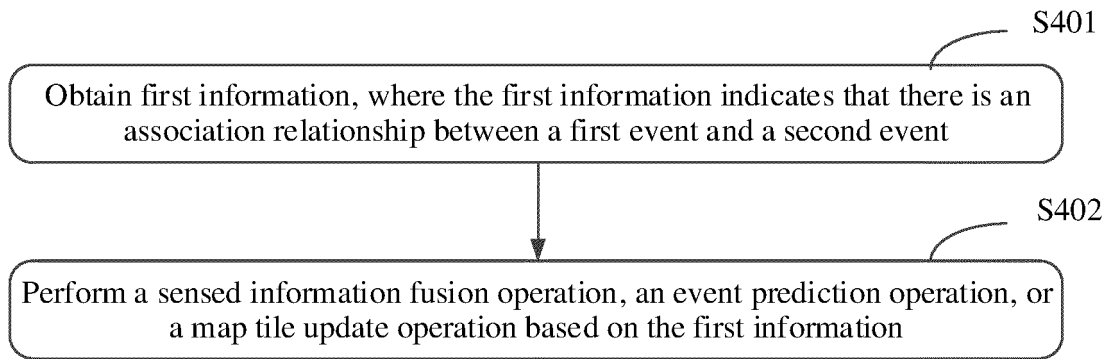 S401
Obtain first information, where the first information indicates that there is an
association relationship between a first event and a second event
S402
Perform a sensed information fusion operation, an event prediction operation, or
a map tile update operation based on the first information